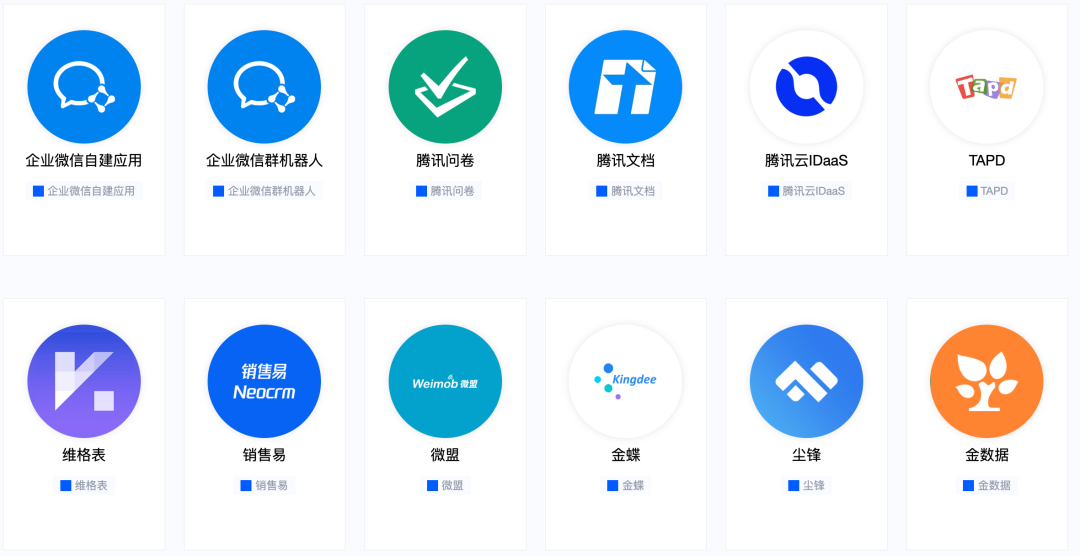 Tapd
企业微信自建应用
企业微信群机器人
腾讯问卷
腾讯文档
腾讯云IDaaS
TAPD
企业微信自建应用
企业微信群机器人
腾讯问卷
腾讯文档
腾讯云IDaaS
TAPD
销售易
Neocrm
Weimob 微盟
Kingdee
维格表
销售易
微盟
金蝶
尘锋
金数据
维格表
销售易
微盟
金蝶
尘锋
金数据